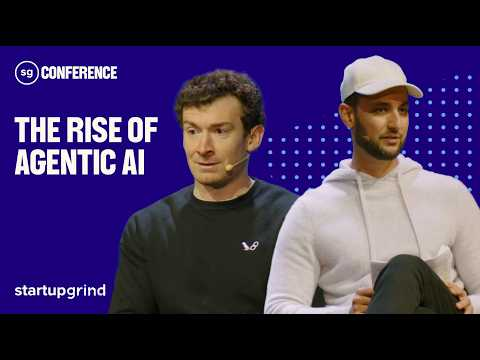 sg CONFERENCE
THE RISE OF
AGENTIC AI
startupgrind